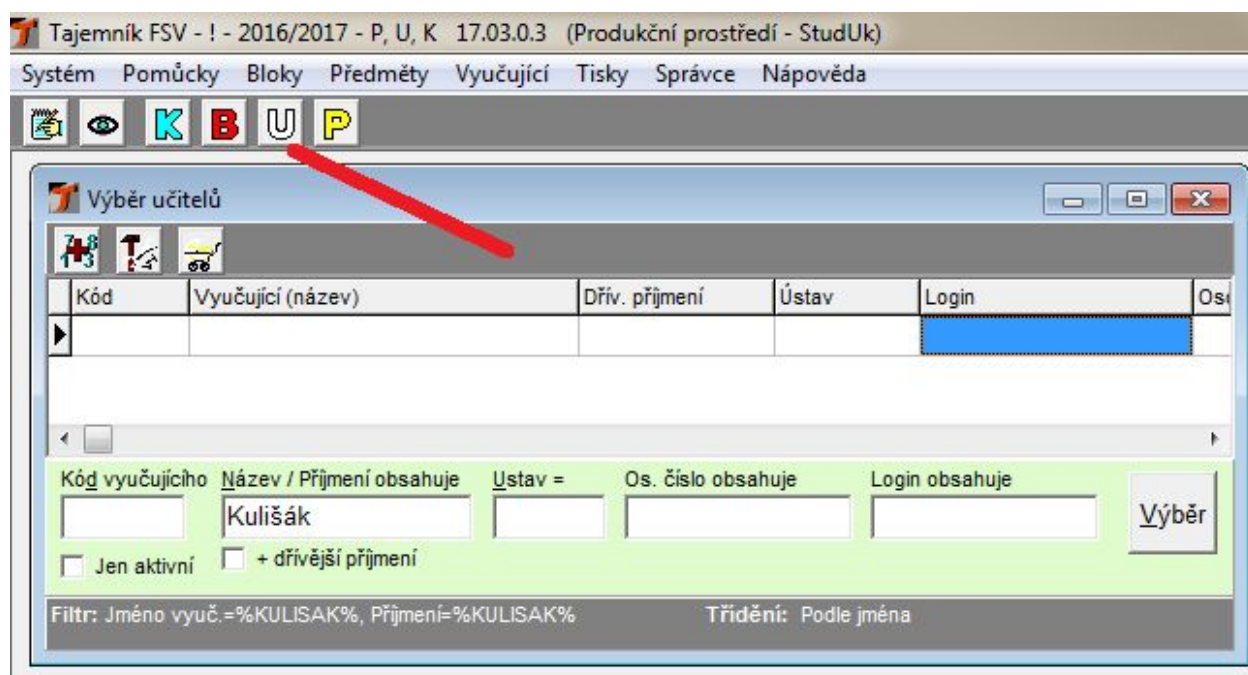 Tajemník FSV - ! - 2016/2017 - P, U, K 17.03.0.3 (Produkční prostředí - StudUk)
Systém Pomůcky Bloky Předměty Vyučující Tisky Správce Nápověda
K B U P
Výběr učitelů
Kód Vyučující (název) Dřív. příjmení Ústav Login Oso
Kód vyučujícího Název / Příjmení obsahuje Ustav = Os. číslo obsahuje Login obsahuje
Kulišák
Výběr
Jen aktivní + dřívější příjmení
Filtr: Jméno vyuč.=%KULISAK%, Příjmení=%KULISAK% Třídění: Podle jména